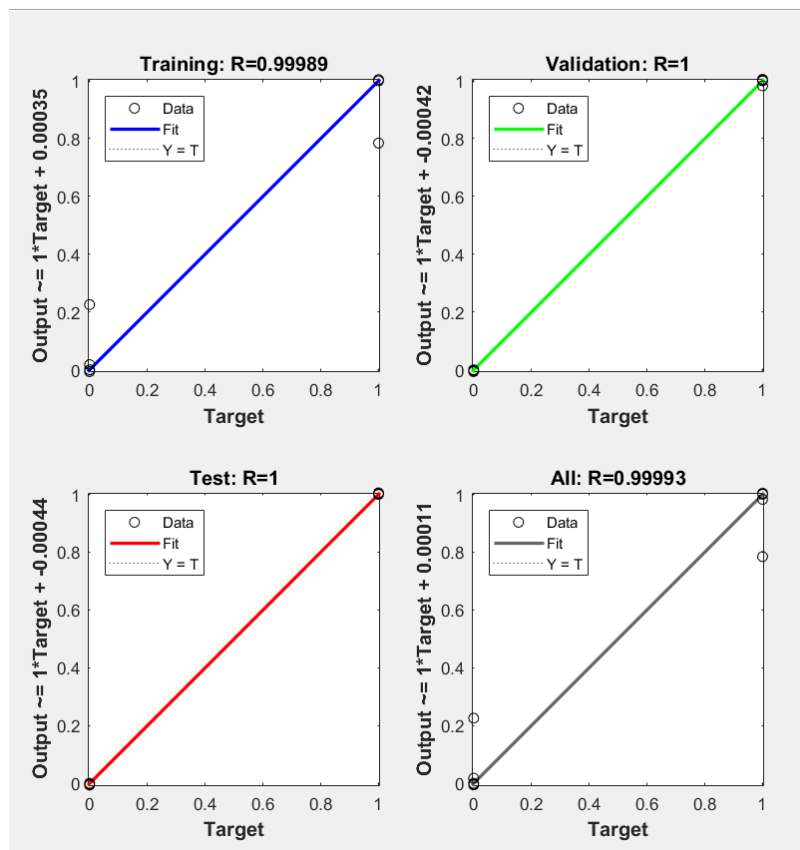 Training: R=0.99989
Output ~= 1*Target + 0.00035
1
0.8
0.6
0.4
0.2
0
Data
Fit
Y = T
0 0.2 0.4 0.6 0.8 1
Target
Validation: R=1
Output ~= 1*Target + -0.00042
1
0.8
0.6
0.4
0.2
0
Data
Fit
Y = T
0 0.2 0.4 0.6 0.8 1
Target
Test: R=1
Output ~= 1*Target + -0.00044
1
0.8
0.6
0.4
0.2
0
Data
Fit
Y = T
0 0.2 0.4 0.6 0.8 1
Target
All: R=0.99993
Output ~= 1*Target + 0.00011
1
0.8
0.6
0.4
0.2
0
Data
Fit
Y = T
0 0.2 0.4 0.6 0.8 1
Target